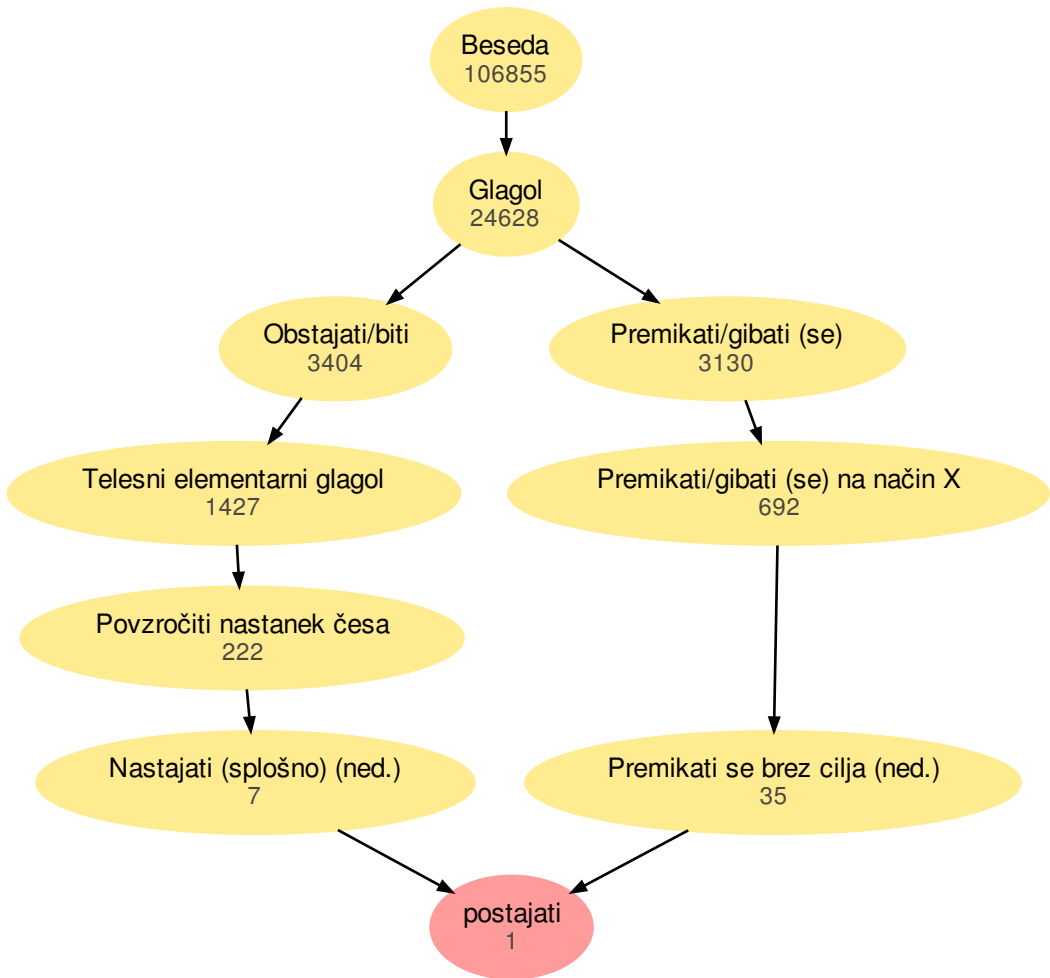 Beseda
106855
Glagol
24628
Obstajati/biti
3404
Premikati/gibati (se)
3130
Telesni elementarni glagol
1427
Premikati/gibati (se) na način X
692
Povzročiti nastanek česa
222
Nastajati (splošno) (ned.)
7
Premikati se brez cilja (ned.)
35
postajati
1